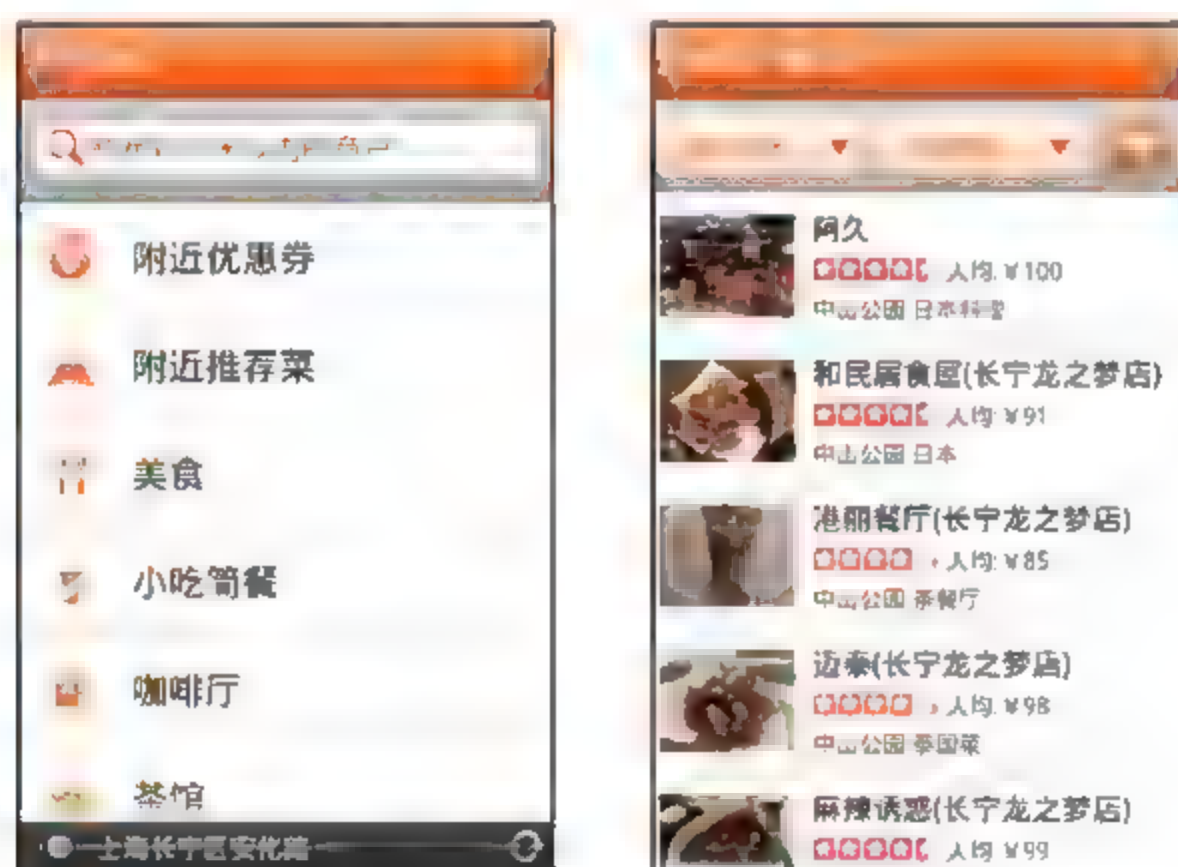 附近优惠券
附近推荐菜
美食
小吃简餐
咖啡厅
茶馆
上海长宁区安化路
阿久
人均:¥100
中山公园 日本料理
和民居食屋(长宁龙之梦店)
人均:¥91
中山公园 日本
港丽餐厅(长宁龙之梦店)
人均:¥85
中山公园 茶餐厅
边泰(长宁龙之梦店)
人均:¥98
中山公园 泰国菜
麻辣诱惑(长宁龙之梦店)
人均:¥99